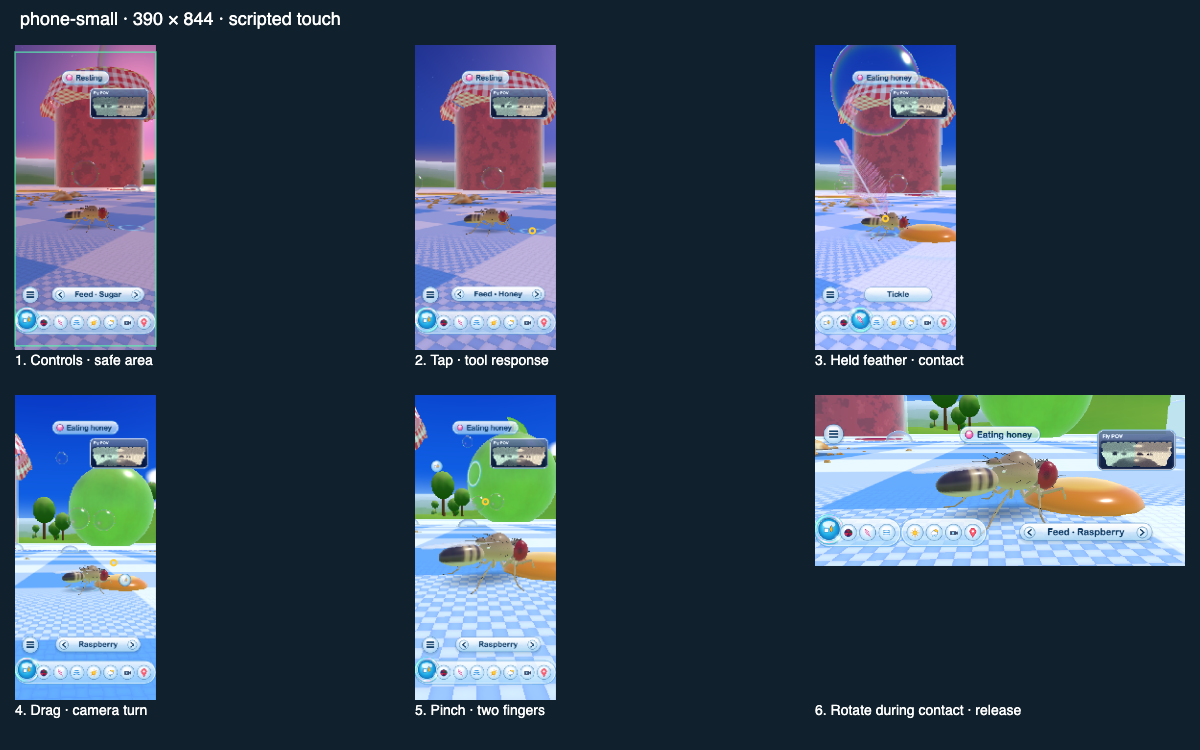 phone-small · 390 × 844 · scripted touch
Resting
Fly POV
Feed · Sugar
1. Controls · safe area
Resting
Fly POV
Feed · Honey
2. Tap · tool response
Eating honey
Fly POV
Tickle
3. Held feather · contact
Eating honey
Fly POV
Raspberry
4. Drag · camera turn
Eating honey
Fly POV
Raspberry
5. Pinch · two fingers
Eating honey
Fly POV
Feed · Raspberry
6. Rotate during contact · release